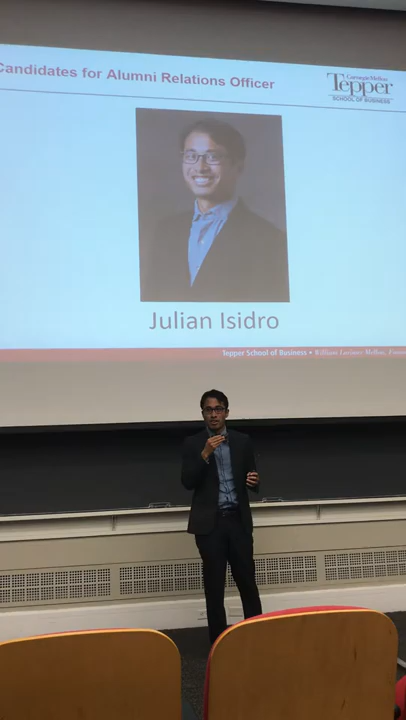 Candidates for Alumni Relations Officer
Carnegie Mellon
Tepper
SCHOOL OF BUSINESS
Julian Isidro
Tepper School of Business • William Larimer Mellon,